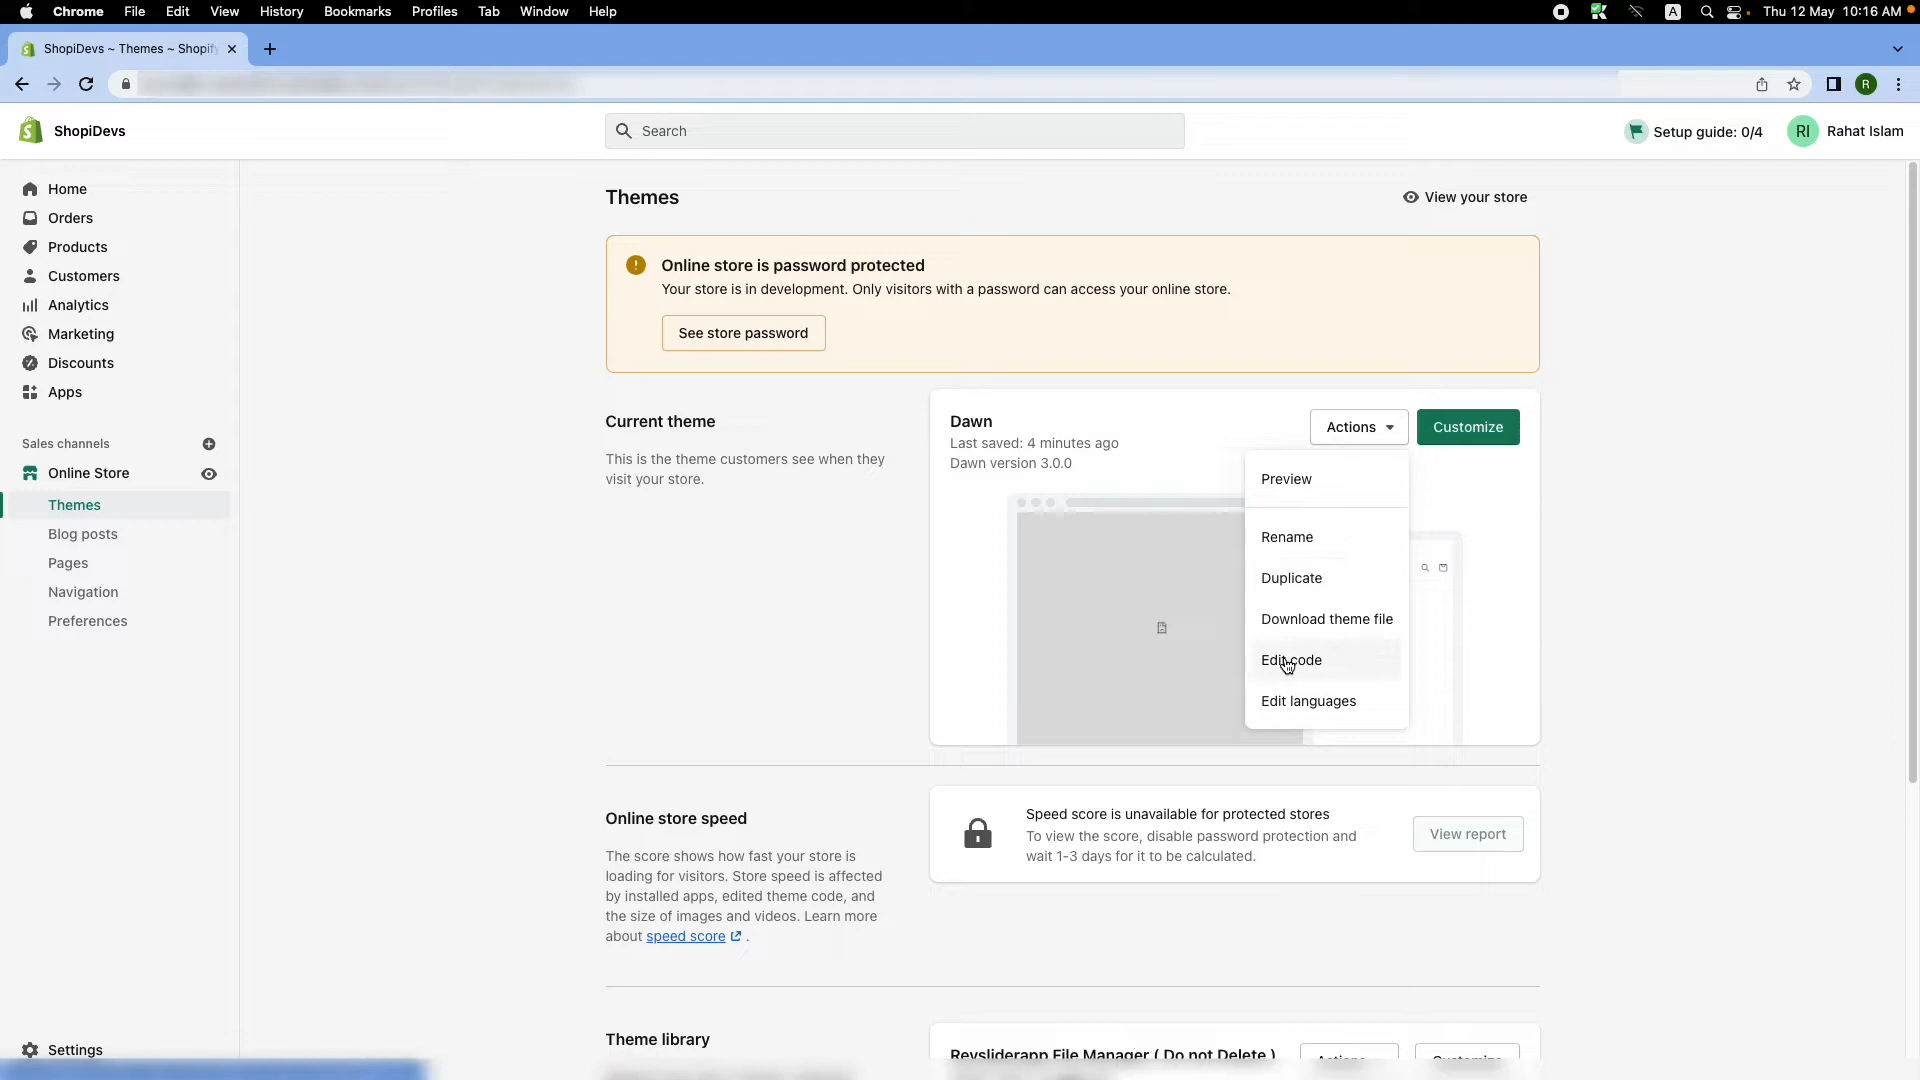 Chrome File Edit View History Bookmarks Profiles Tab Window Help A Thu 12 May 10:16 AM
ShopiDevs ~ Themes ~ Shopify
R
ShopiDevs
Search
Setup guide: 0/4
RI
Rahat Islam
Home
Orders
Products
Customers
Analytics
Marketing
Discounts
Apps
Sales channels
Online Store
Themes
Blog posts
Pages
Navigation
Preferences
Settings
Themes
View your store
Online store is password protected
Your store is in development. Only visitors with a password can access your online store.
See store password
Current theme
This is the theme customers see when they
visit your store.
Dawn
Last saved: 4 minutes ago
Dawn version 3.0.0
Actions
Customize
Preview
Rename
Duplicate
Download theme file
Edit code
Edit languages
Online store speed
The score shows how fast your store is
loading for visitors. Store speed is affected
by installed apps, edited theme code, and
the size of images and videos. Learn more
about speed score .
Speed score is unavailable for protected stores
To view the score, disable password protection and
wait 1-3 days for it to be calculated.
View report
Theme library
Revsliderapp File Manager ( Do not Delete )
Actions
Customize